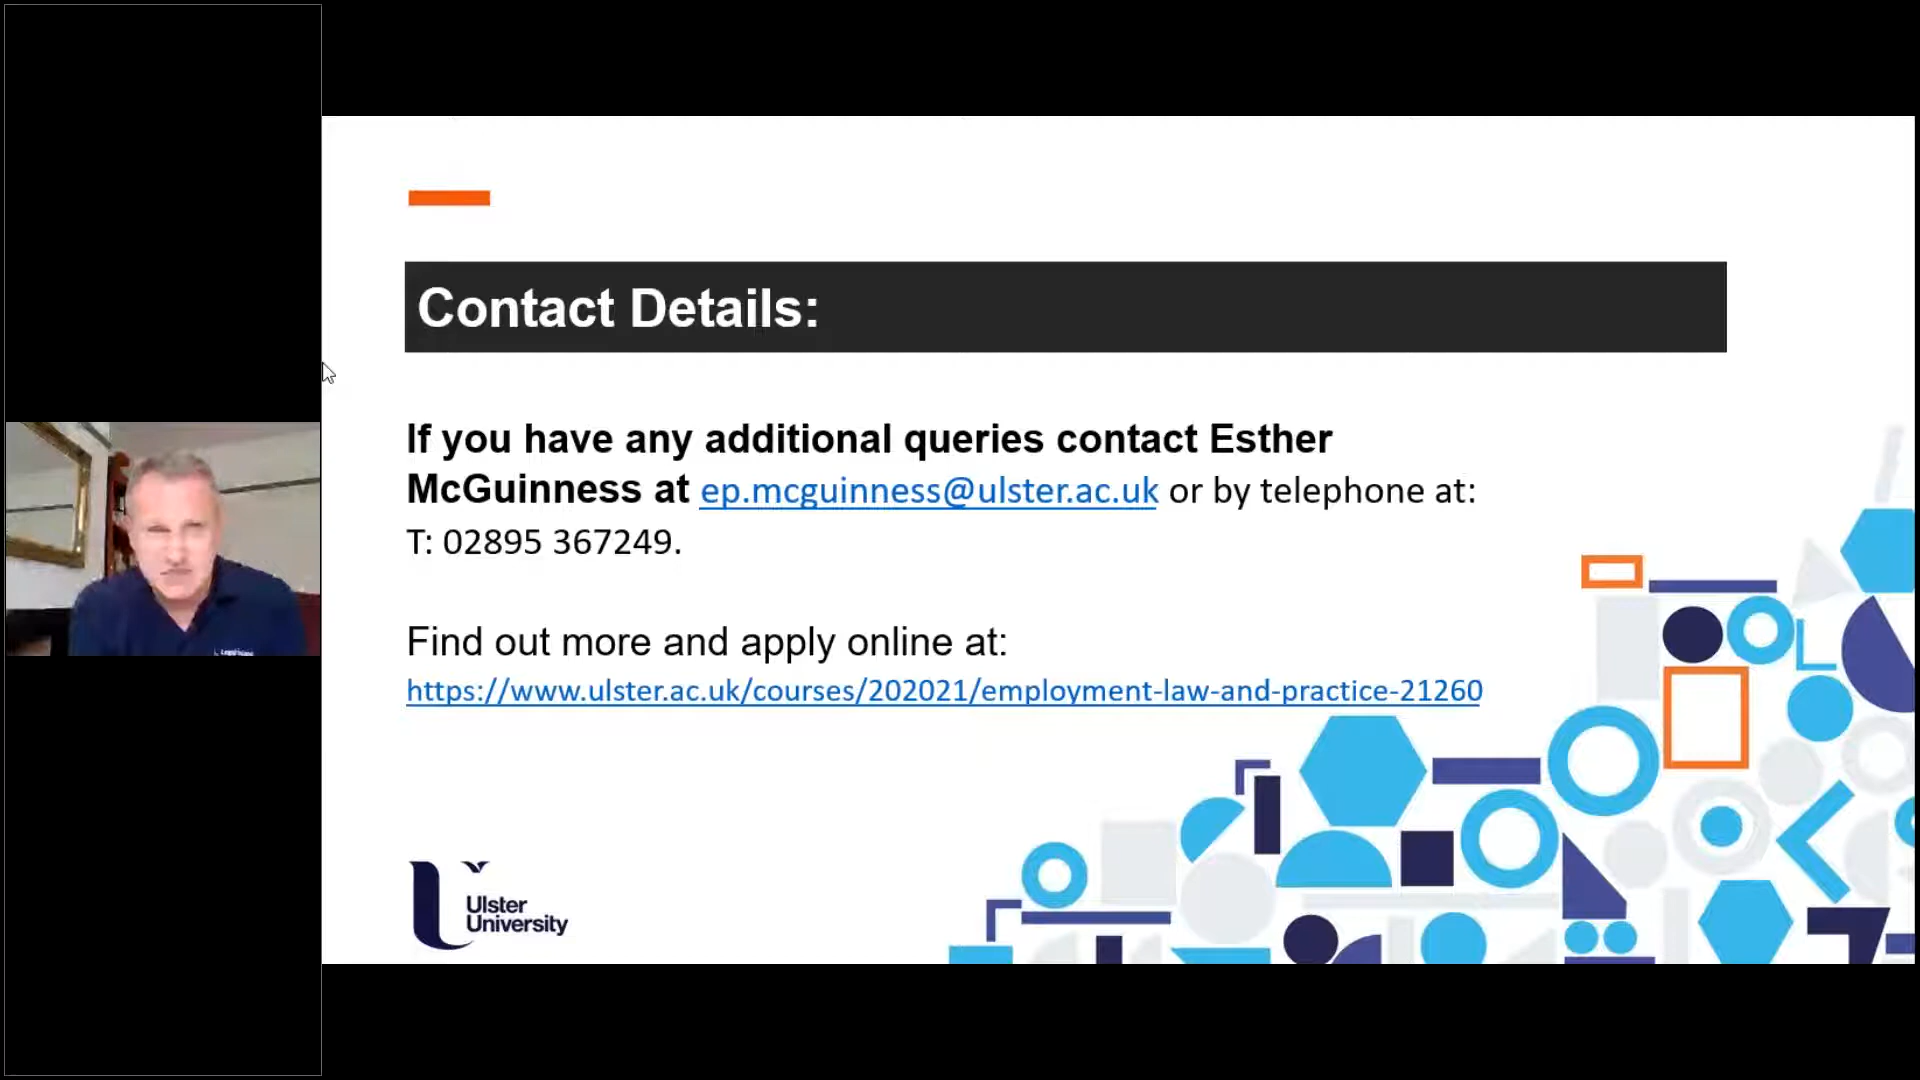 Contact Details:
If you have any additional queries contact Esther
McGuinness at ep.mcguinness@ulster.ac.uk or by telephone at:
T: 02895 367249.
Find out more and apply online at:
https://www.ulster.ac.uk/courses/202021/employment-law-and-practice-21260
Ulster
University